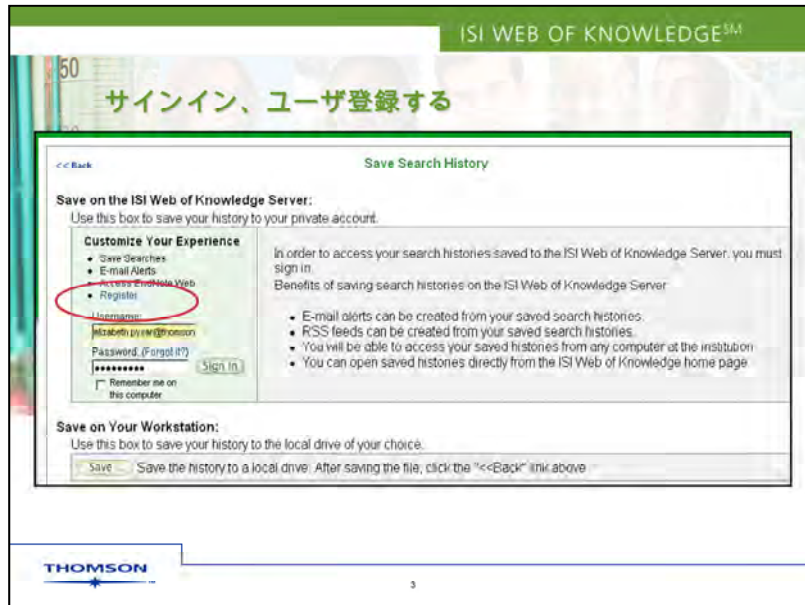 ISI WEB OF KNOWLEDGE℠
50
サインイン、ユーザ登録する
<< Back
Save Search History
Save on the ISI Web of Knowledge Server:
Use this box to save your history to your private account.
Customize Your Experience
• Save Searches
• E-mail Alerts
• Access EndNote Web
• Register
Username:
Password: (Forgot it?)
Sign In
Remember me on
this computer
In order to access your search histories saved to the ISI Web of Knowledge Server, you must
sign in.
Benefits of saving search histories on the ISI Web of Knowledge Server
• E-mail alerts can be created from your saved search histories.
• RSS feeds can be created from your saved search histories.
• You will be able to access your saved histories from any computer at the institution
• You can open saved histories directly from the ISI Web of Knowledge home page.
Save on Your Workstation:
Use this box to save your history to the local drive of your choice.
Save Save the history to a local drive. After saving the file, click the "<<Back" link above
THOMSON
3